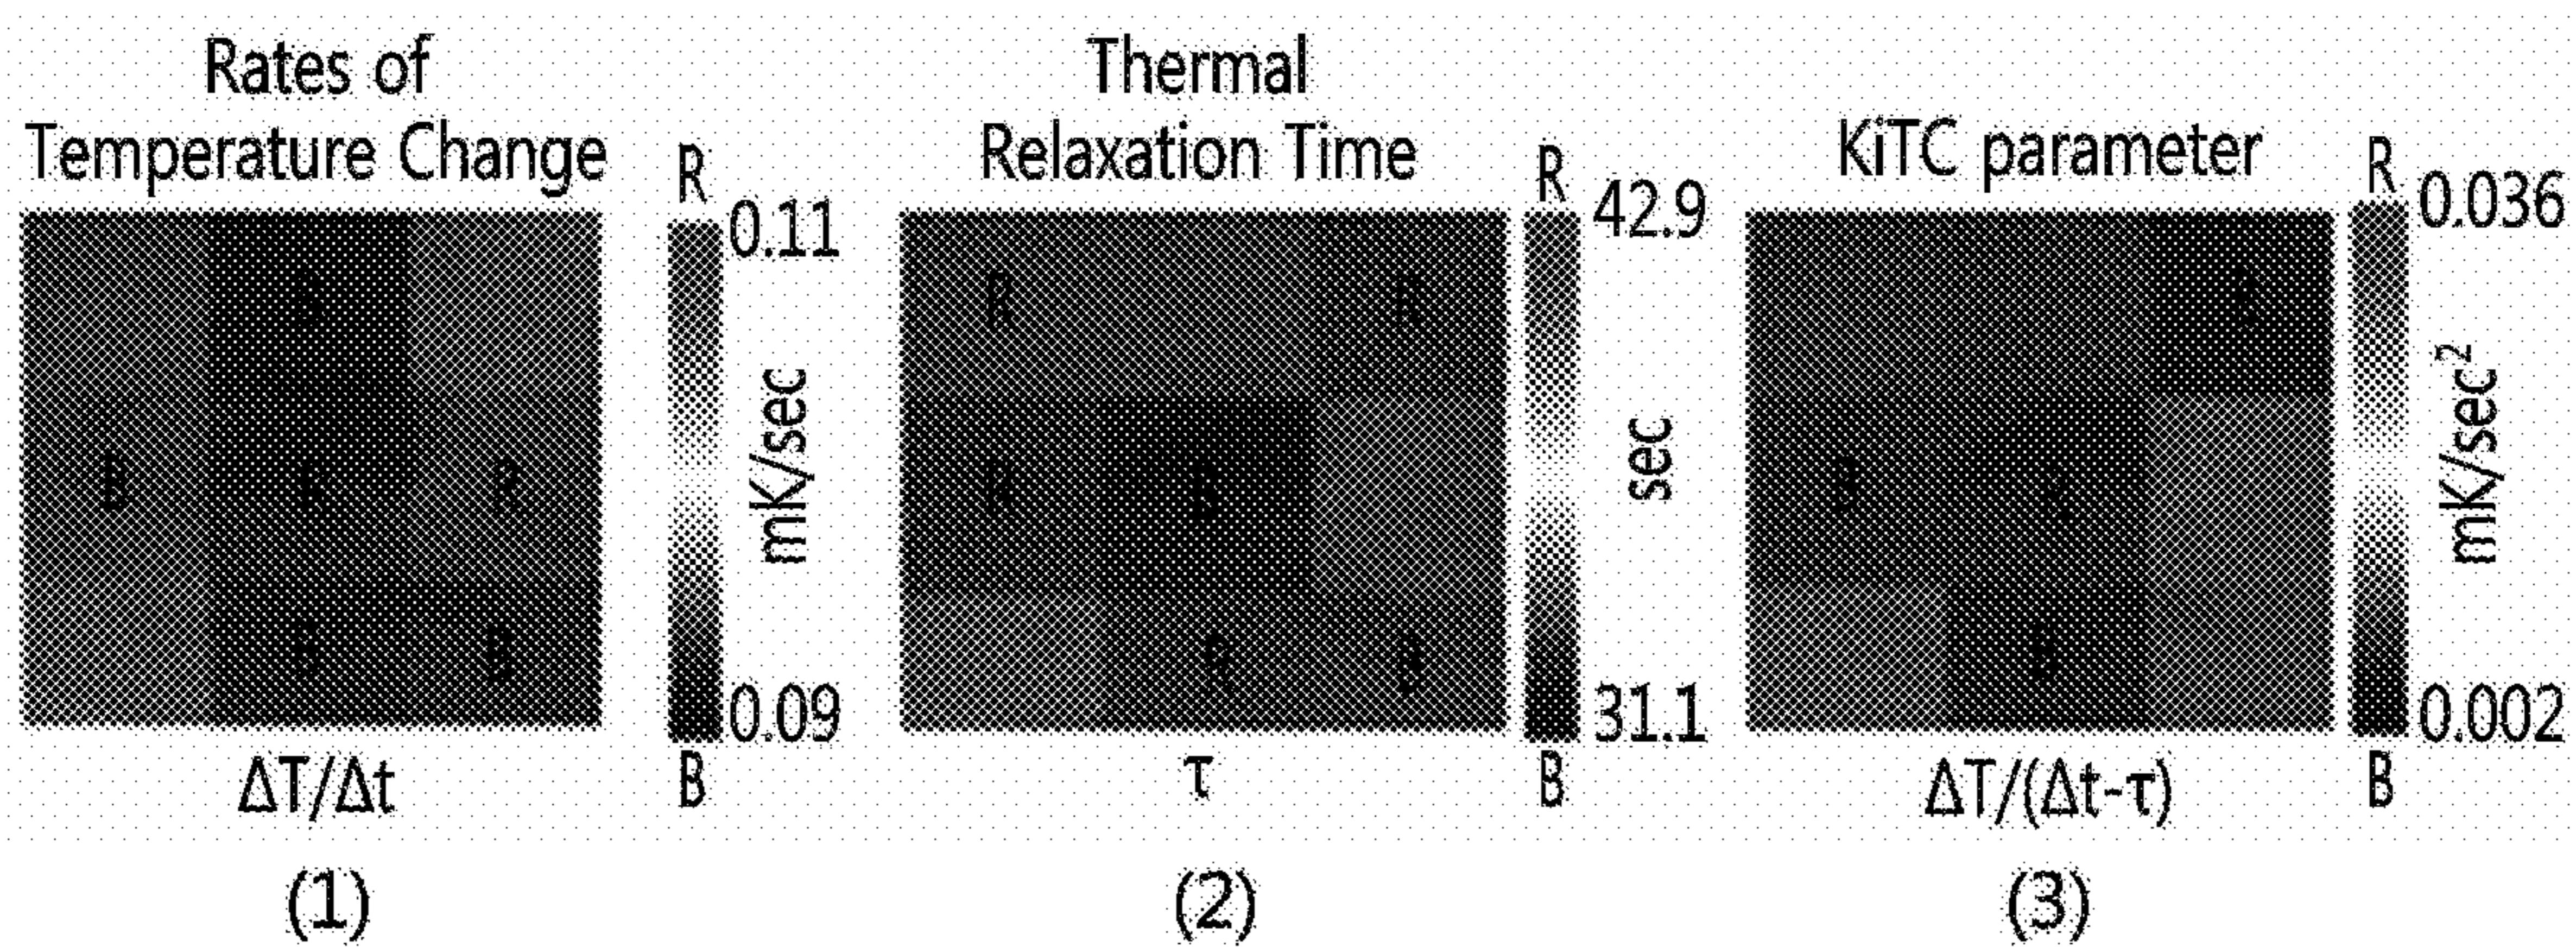 Rates of
Temperature Change
R
0.11
mK/sec
0.09
B
B
R
B
ΔT/Δt
(1)
Thermal
Relaxation Time
R
42.9
sec
31.1
B
R
R
R
B
R
τ
(2)
KiTC parameter
R
0.036
mK/sec²
0.002
B
B
ΔT/(Δt-τ)
(3)